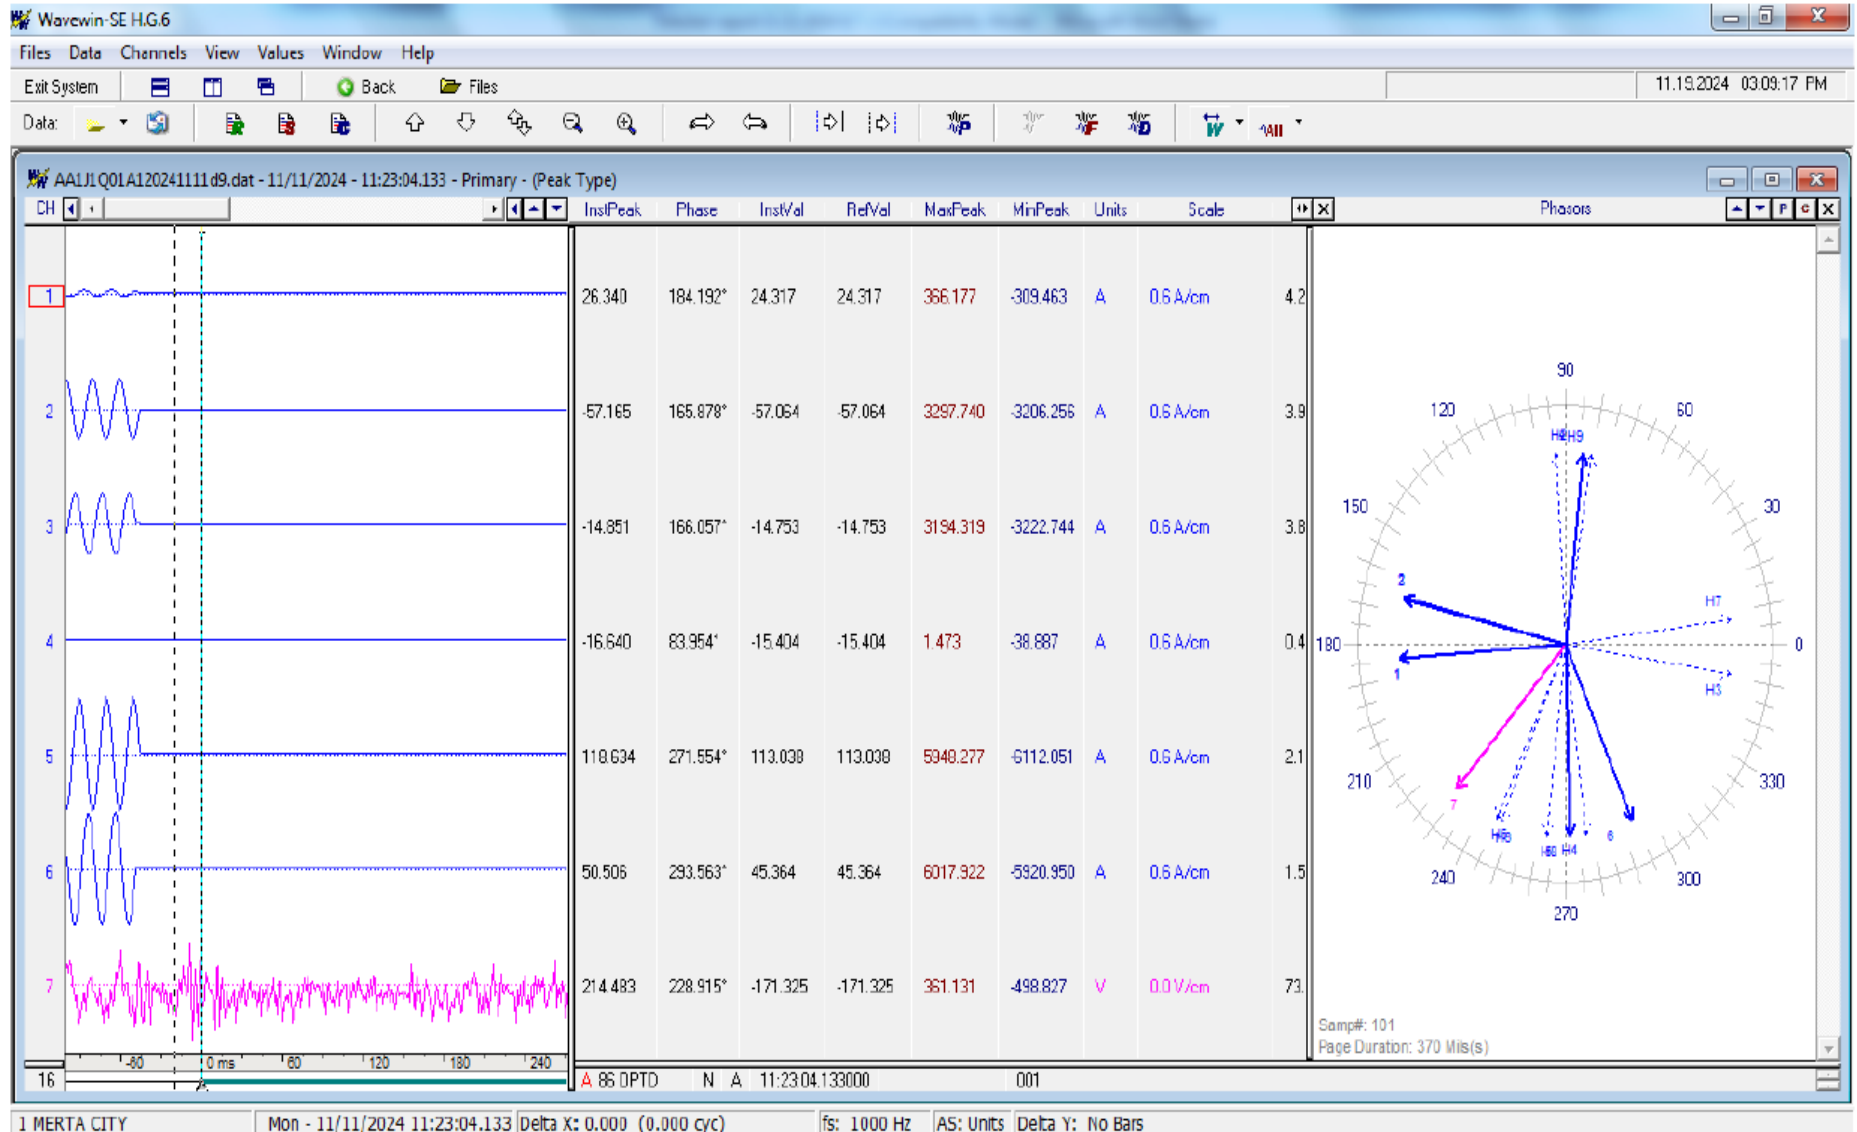 Wavewin-SE H.G.6
Files Data Channels View Values Window Help
Exit System Back Files 11.19.2024 03:09:17 PM
Data: P S C P F D W All
AA1J1Q01A120241111d9.dat - 11/11/2024 - 11:23:04.133 - Primary - (Peak Type)
CH InstPeak Phase InstVal RefVal MaxPeak MinPeak Units Scale Phasors P C X
1 26.340 184.192° 24.317 24.317 366.177 -309.463 A 0.6 A/cm 4.2
2 -57.165 165.878° -57.064 -57.064 3297.740 -3206.256 A 0.6 A/cm 3.9
3 -14.851 166.057° -14.753 -14.753 3194.319 -3222.744 A 0.6 A/cm 3.8
4 -16.640 83.954° -15.404 -15.404 1.473 -38.887 A 0.6 A/cm 0.4
5 118.634 271.554° 113.038 113.038 5948.277 -6112.051 A 0.6 A/cm 2.1
6 50.506 293.563° 45.364 45.364 6017.922 -5920.950 A 0.6 A/cm 1.5
7 214.483 228.915° -171.325 -171.325 361.131 -498.827 V 0.0 V/cm 73.
90
120 60
H9
150 30
2
H7
180 0
1
H3
210 330
7
6
H4
240 300
270
Samp#: 101
Page Duration: 370 Mlis(s)
-60 0 ms 60 120 180 240
16 A 86 OPTD N A 11:23:04.133000 001
1 MERTA CITY Mon - 11/11/2024 11:23:04.133 Delta X: 0.000 (0.000 cyc) fs: 1000 Hz AS: Units Delta Y: No Bars